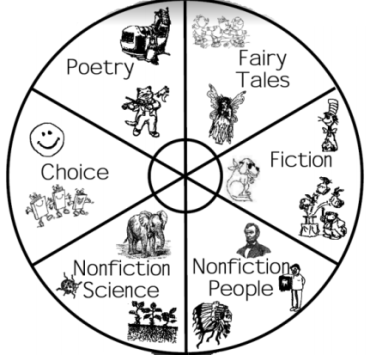 Poetry
Fairy
Tales
Fiction
Choice
Nonfiction
Science
Nonfiction
People